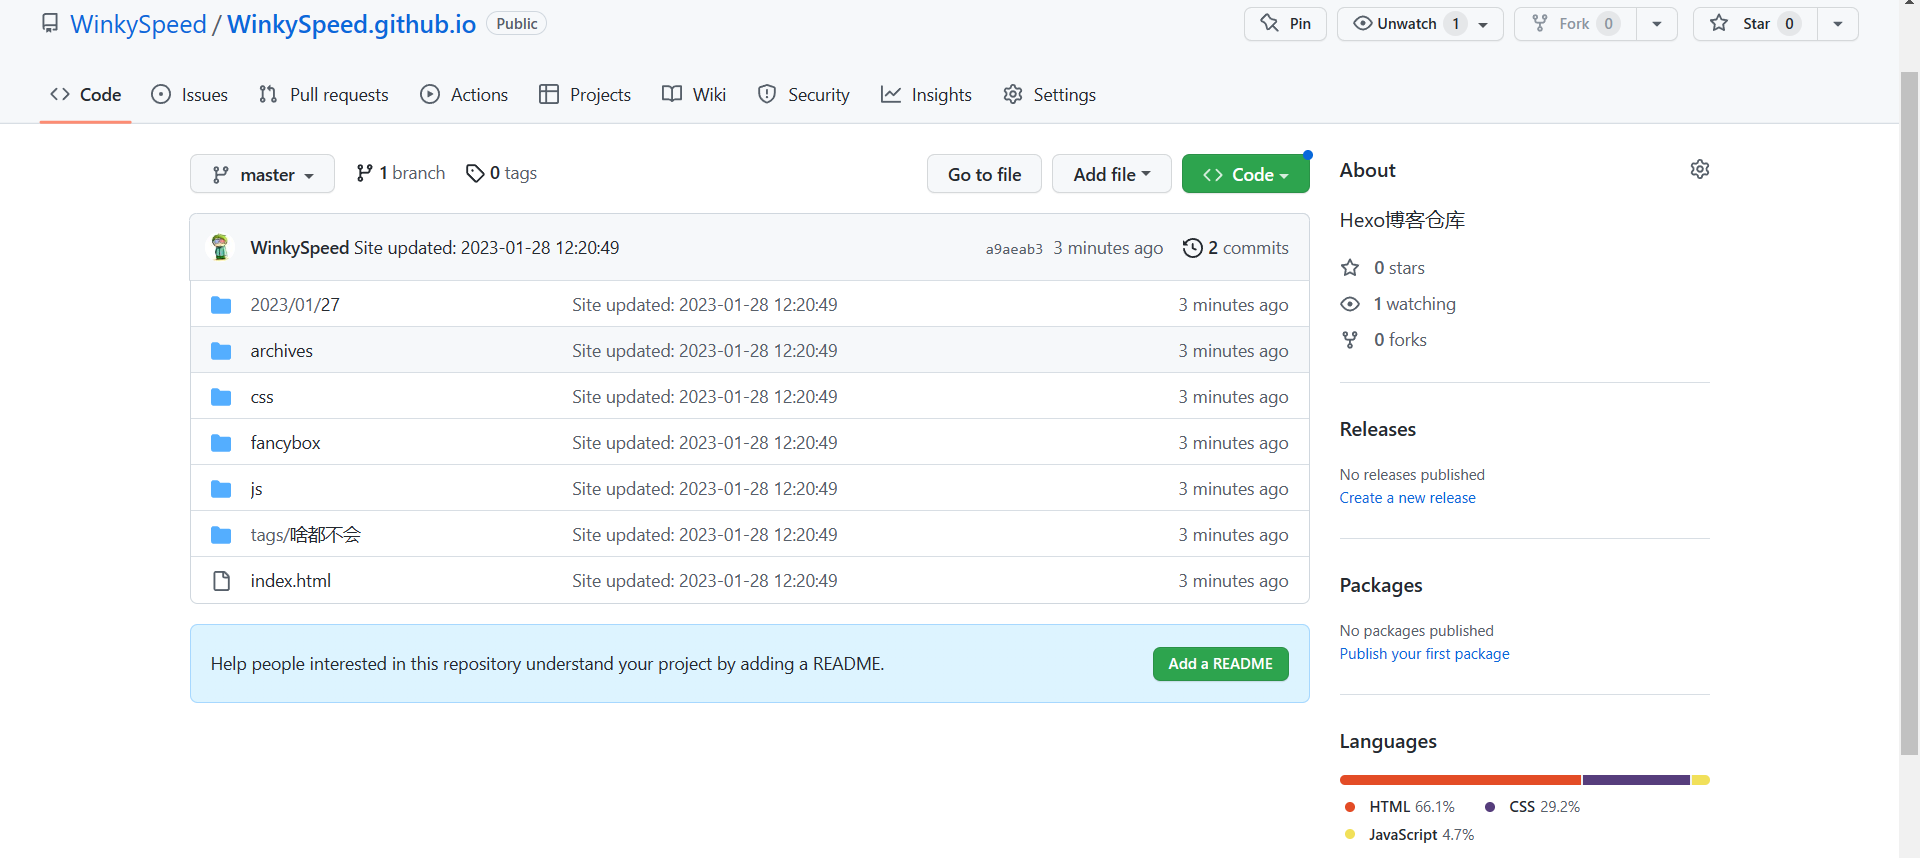 WinkySpeed / WinkySpeed.github.io Public Pin Unwatch 1 Fork 0 Star 0
Code Issues Pull requests Actions Projects Wiki Security Insights Settings
master 1 branch 0 tags Go to file Add file Code
WinkySpeed Site updated: 2023-01-28 12:20:49 a9aeab3 3 minutes ago 2 commits
2023/01/27 Site updated: 2023-01-28 12:20:49 3 minutes ago
archives Site updated: 2023-01-28 12:20:49 3 minutes ago
css Site updated: 2023-01-28 12:20:49 3 minutes ago
fancybox Site updated: 2023-01-28 12:20:49 3 minutes ago
js Site updated: 2023-01-28 12:20:49 3 minutes ago
tags/啥都不会 Site updated: 2023-01-28 12:20:49 3 minutes ago
index.html Site updated: 2023-01-28 12:20:49 3 minutes ago
Help people interested in this repository understand your project by adding a README. Add a README
About
Hexo博客仓库
0 stars
1 watching
0 forks
Releases
No releases published
Create a new release
Packages
No packages published
Publish your first package
Languages
HTML 66.1% CSS 29.2%
JavaScript 4.7%